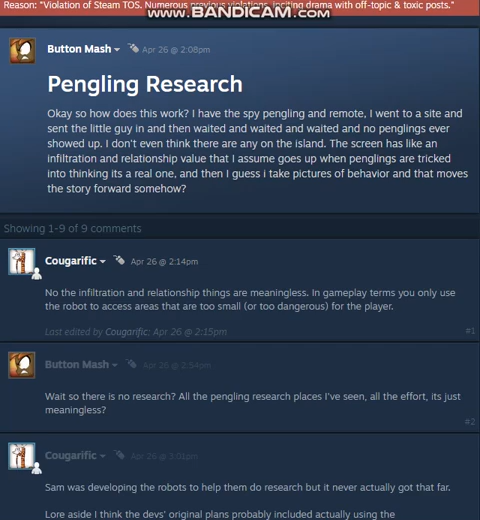 Reason: "Violation of Steam TOS. Numerous previous violations, inciting drama with off-topic & toxic posts."
www.BANDICAM.com
Button Mash Apr 26 @ 2:08pm
Pengling Research
Okay so how does this work? I have the spy pengling and remote, I went to a site and
sent the little guy in and then waited and waited and waited and no penglings ever
showed up. I don't even think there are any on the island. The screen has like an
infiltration and relationship value that I assume goes up when penglings are tricked
into thinking its a real one, and then I guess i take pictures of behavior and that moves
the story forward somehow?
Showing 1-9 of 9 comments
Cougarific Apr 26 @ 2:14pm
No the infiltration and relationship things are meaningless. In gameplay terms you only use
the robot to access areas that are too small (or too dangerous) for the player.
Last edited by Cougarific; Apr 26 @ 2:15pm
#1
Button Mash Apr 26 @ 2:54pm
Wait so there is no research? All the pengling research places I've seen, all the effort, its just
meaningless?
#2
Cougarific Apr 26 @ 3:01pm
Sam was developing the robots to help them do research but it never actually got that far.
Lore aside I think the devs' original plans probably included actually using the